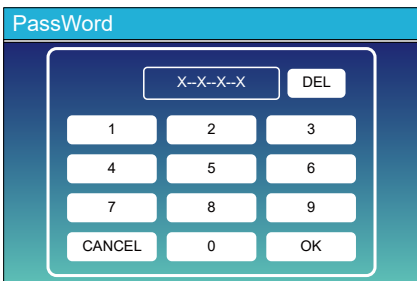 PassWord
X--X--X--X DEL
1 2 3
4 5 6
7 8 9
CANCEL 0 OK